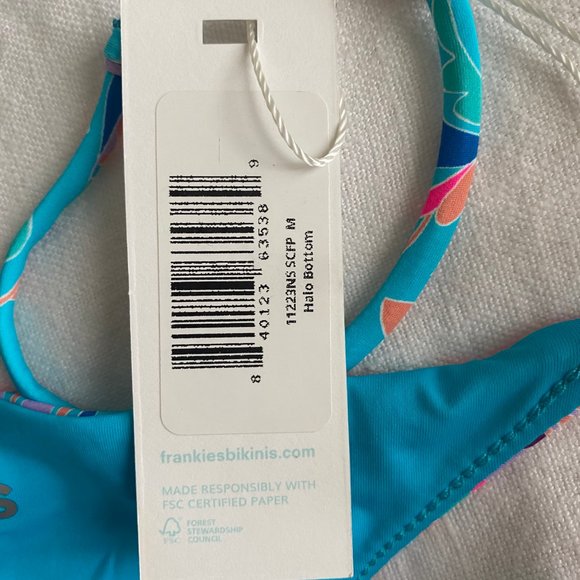 8 40123 63538 9
11223NS SCFP M
Halo Bottom
frankiesbikinis.com
MADE RESPONSIBLY WITH
FSC CERTIFIED PAPER
FSC
FOREST
STEWARDSHIP
COUNCIL
S